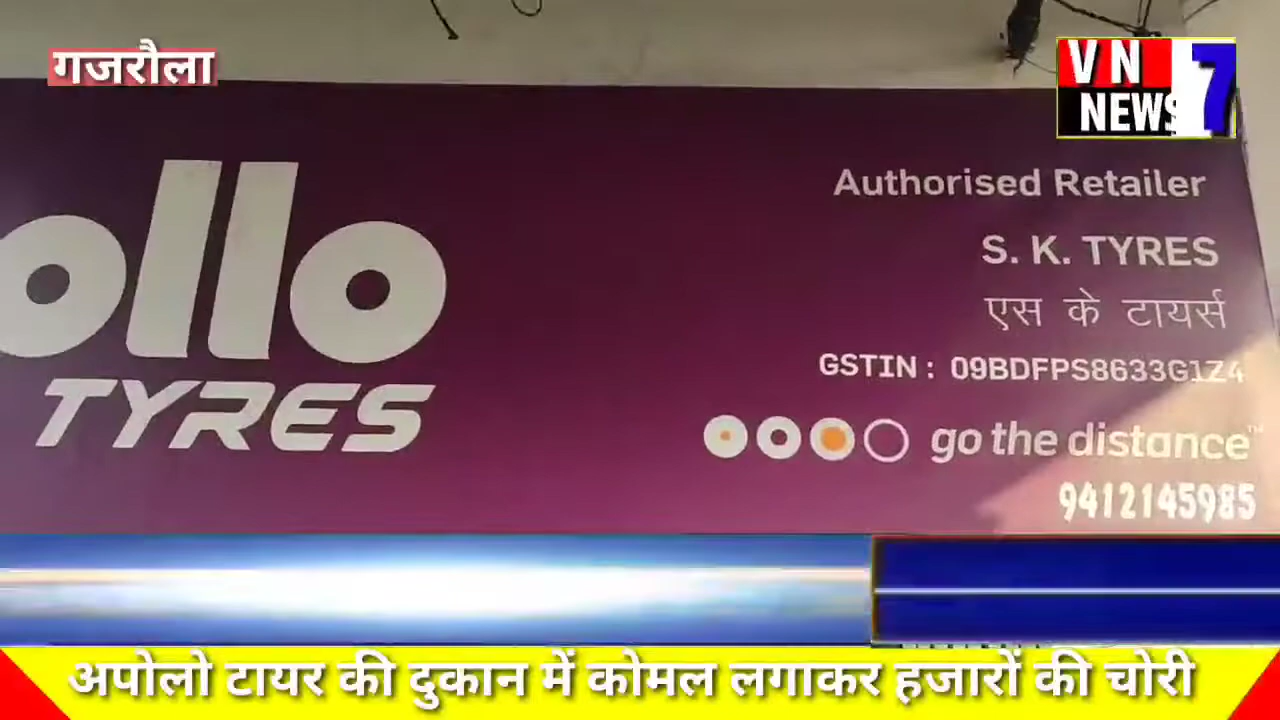 गजरौला
VN
NEWS 7
Authorised Retailer
S. K. TYRES
एस के टायर्स
ollo
TYRES
GSTIN : 09BDFPS8633G1Z4
go the distance™
9412145985
अपोलो टायर की दुकान में कोमल लगाकर हजारों की चोरी